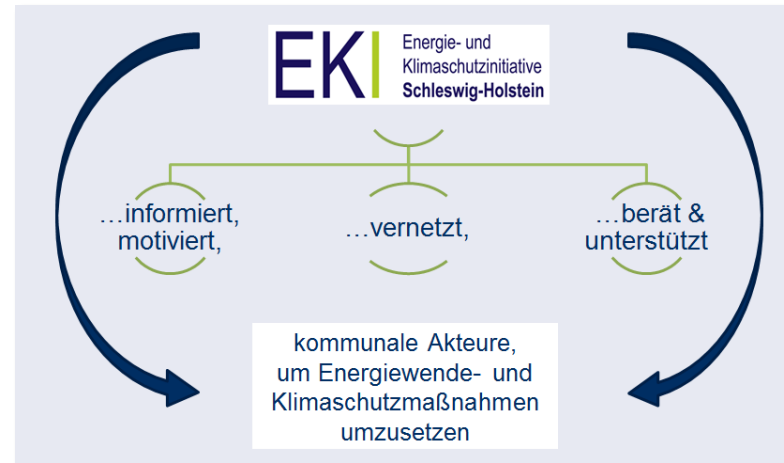 EKI
Energie- und
Klimaschutzinitiative
Schleswig-Holstein
...informiert,
motiviert,
...vernetzt,
...berät &
unterstützt
kommunale Akteure,
um Energiewende- und
Klimaschutzmaßnahmen
umzusetzen